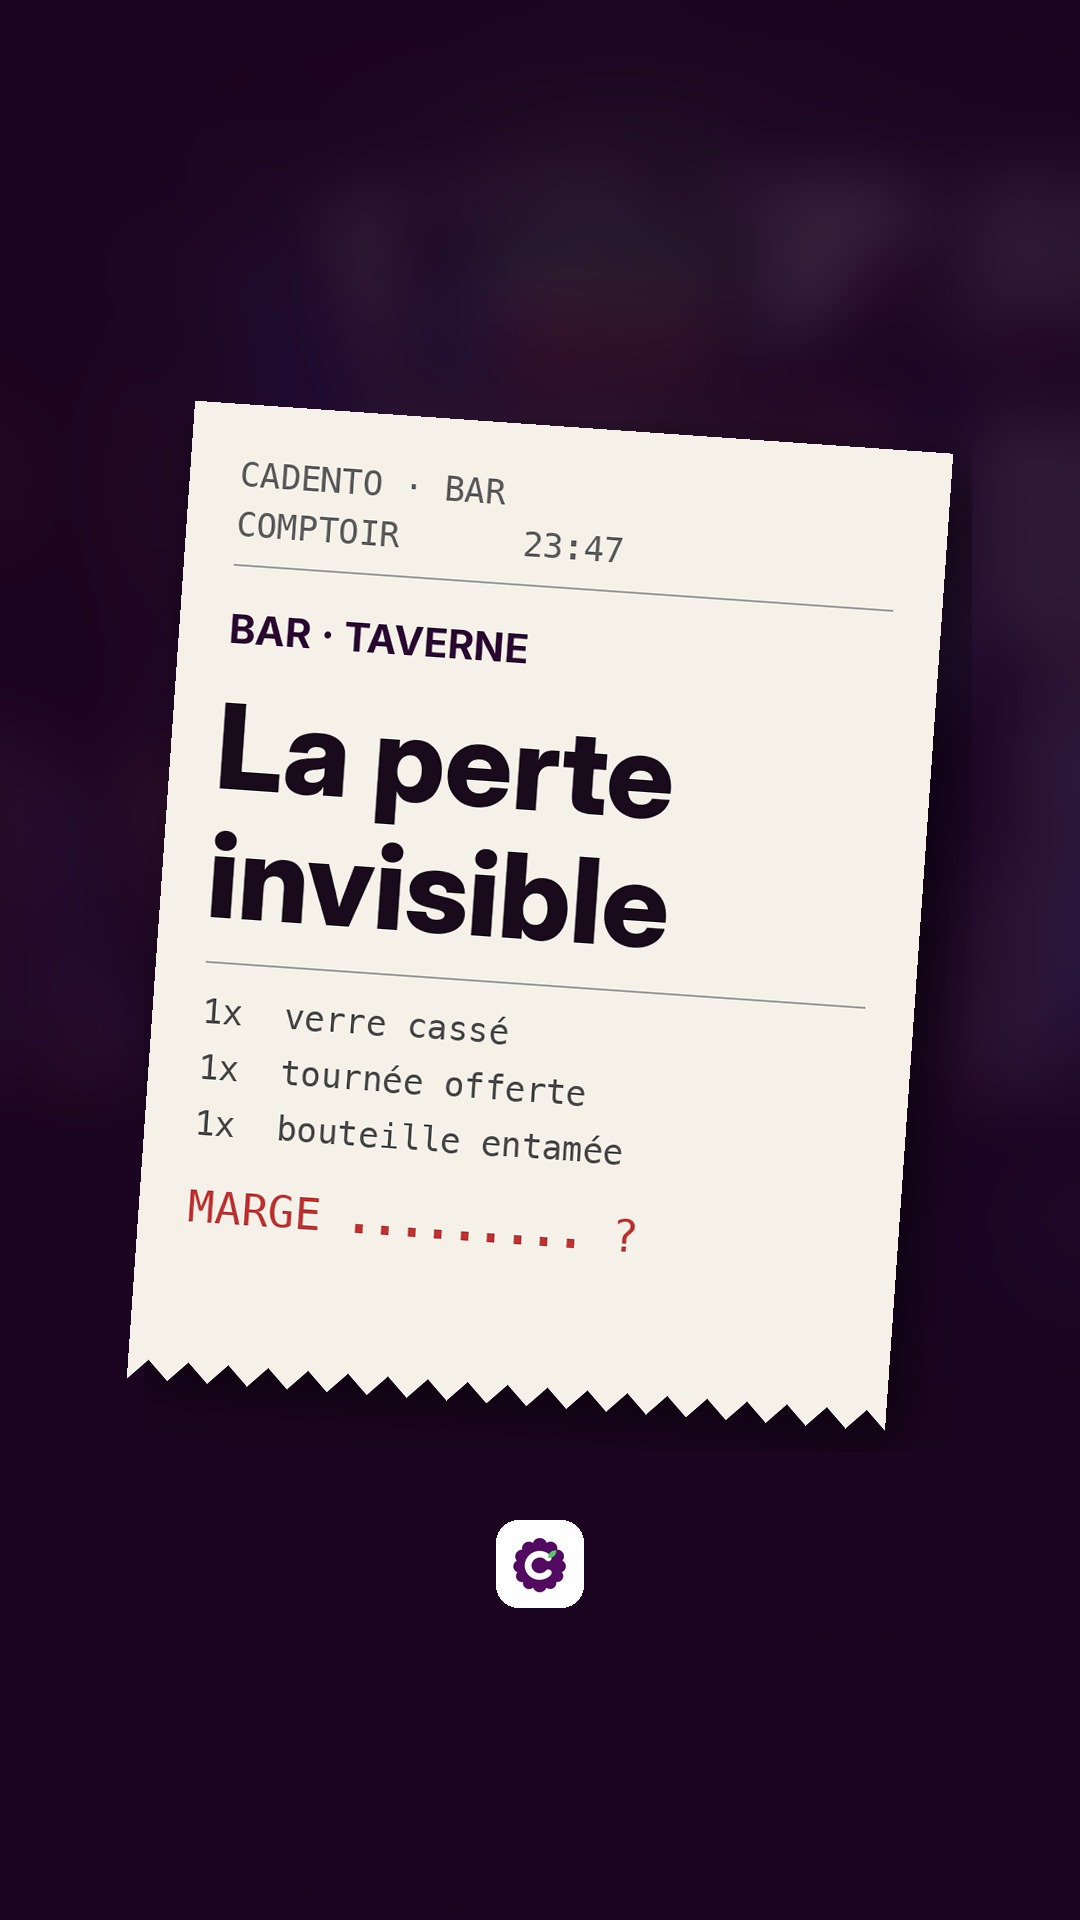 CADENTO · BAR
COMPTOIR 23:47
BAR · TAVERNE
La perte
invisible
1x verre cassé
1x tournée offerte
1x bouteille entamée
MARGE ......... ?